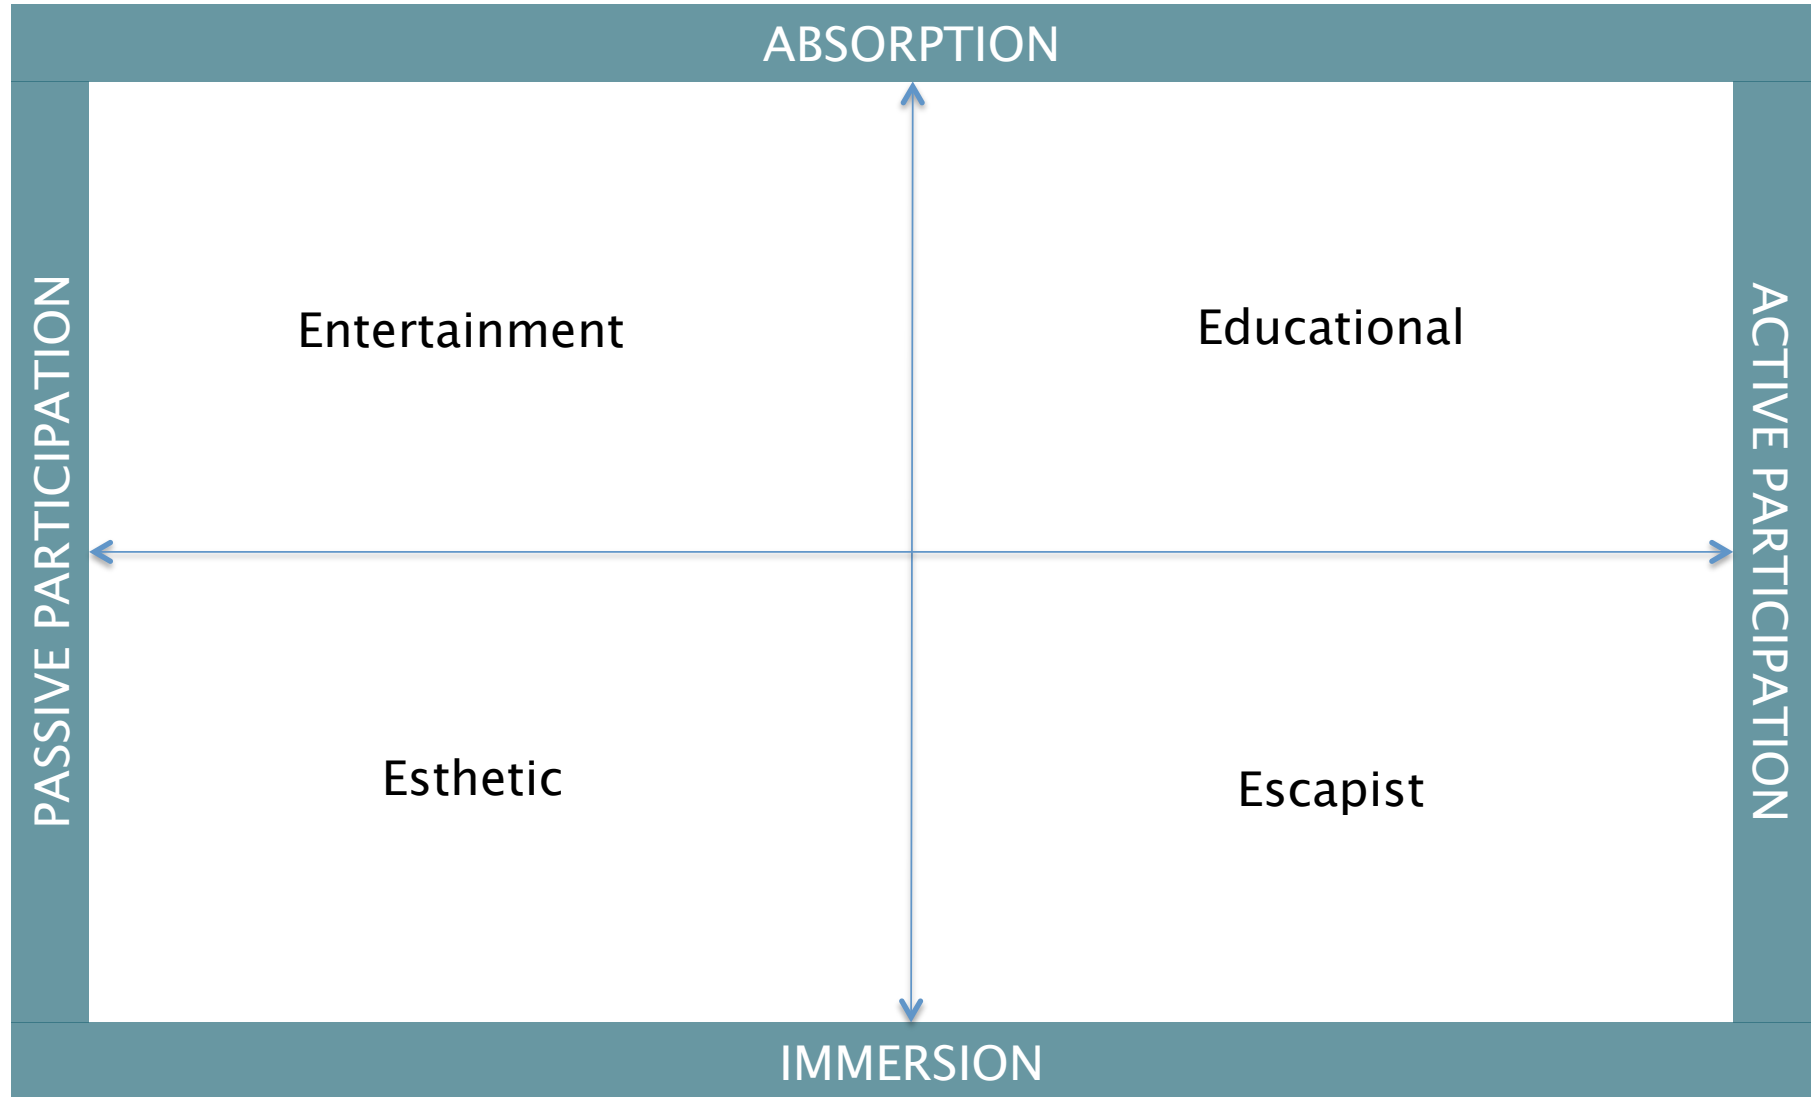 ABSORPTION
PASSIVE PARTICIPATION
Entertainment
Educational
ACTIVE PARTICIPATION
Esthetic
Escapist
IMMERSION